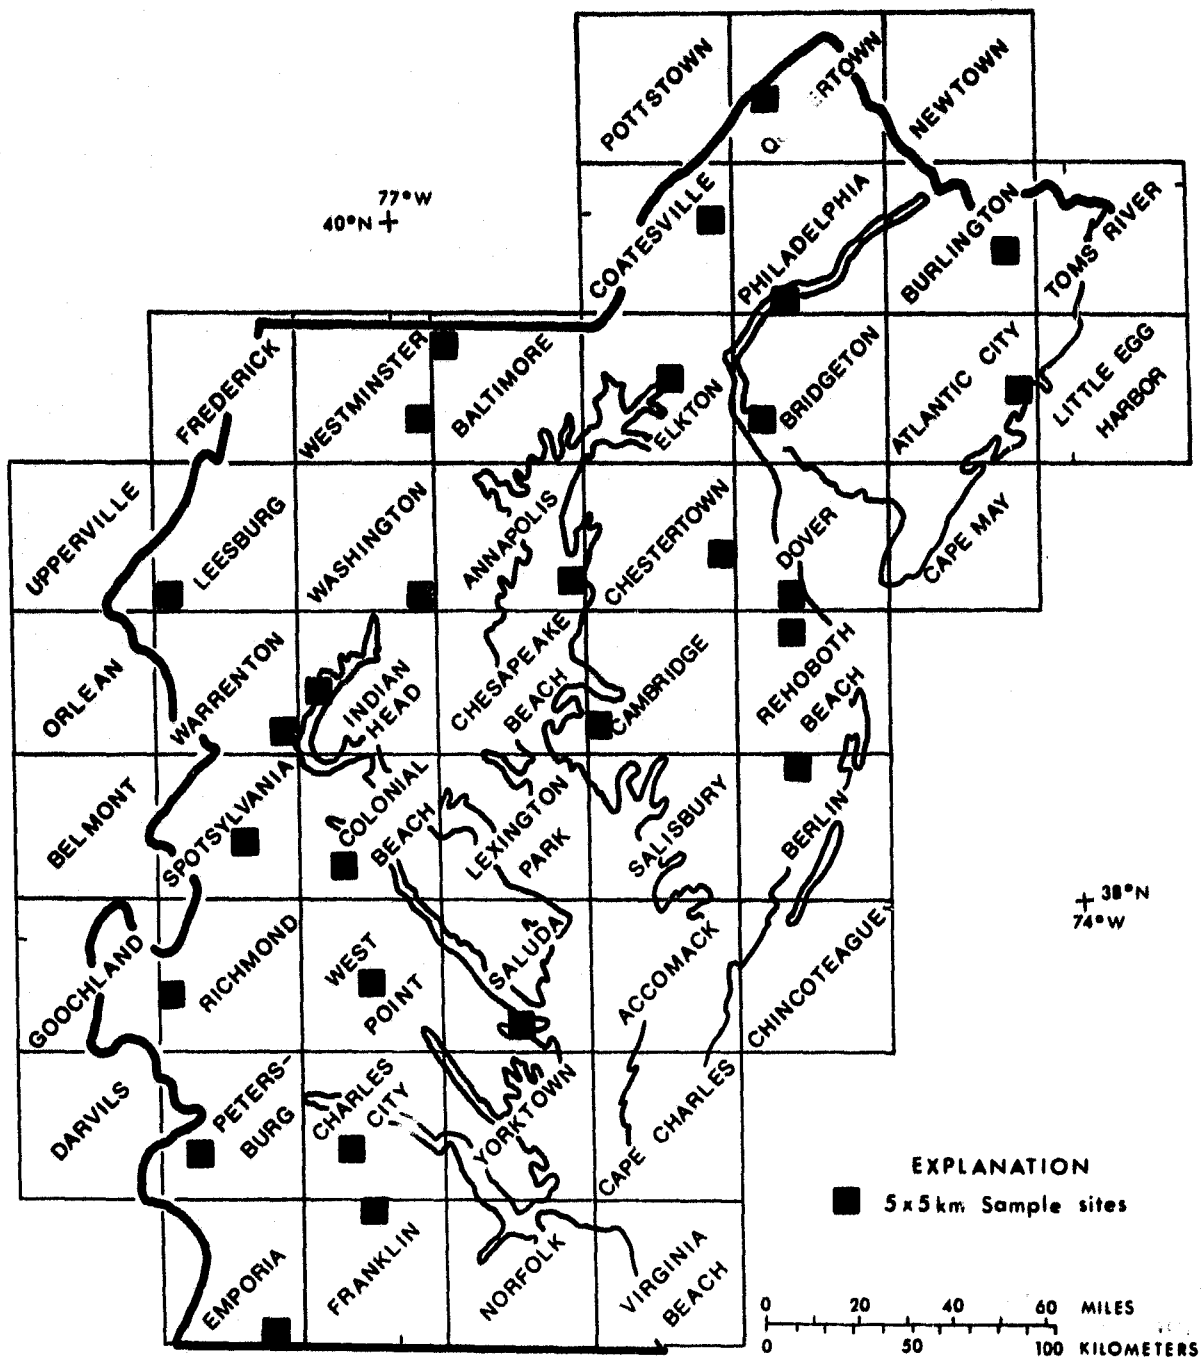 POTTSTOWN
ERTOWN
NEWTOWN
77°W
40°N
COATESVILLE
PHILADELPHIA
BURLINGTON
TOMS RIVER
FREDERICK
WESTMINSTER
BALTIMORE
ELKTON
BRIDGETON
ATLANTIC CITY
LITTLE EGG
HARBOR
UPPERVILLE
LEESBURG
WASHINGTON
ANNAPOLIS
CHESTERTOWN
DOVER
CAPE MAY
ORLEAN
WARRENTON
INDIAN
HEAD
CHESAPEAKE
BEACH
CAMBRIDGE
REHOBOTH
BEACH
BELMONT
SPOTSYLVANIA
COLONIAL
BEACH
LEXINGTON
PARK
SALISBURY
BERLIN
38°N
74°W
GOOCHLAND
RICHMOND
WEST
POINT
SALUDA
ACCOMACK
CHINCOTEAGUE
DARVILS
PETERS-
BURG
CHARLES
CITY
YORKTOWN
CAPE CHARLES
EXPLANATION
5x5km Sample sites
EMPORIA
FRANKLIN
NORFOLK
VIRGINIA
BEACH
0 20 40 60 MILES
0 50 100 KILOMETERS